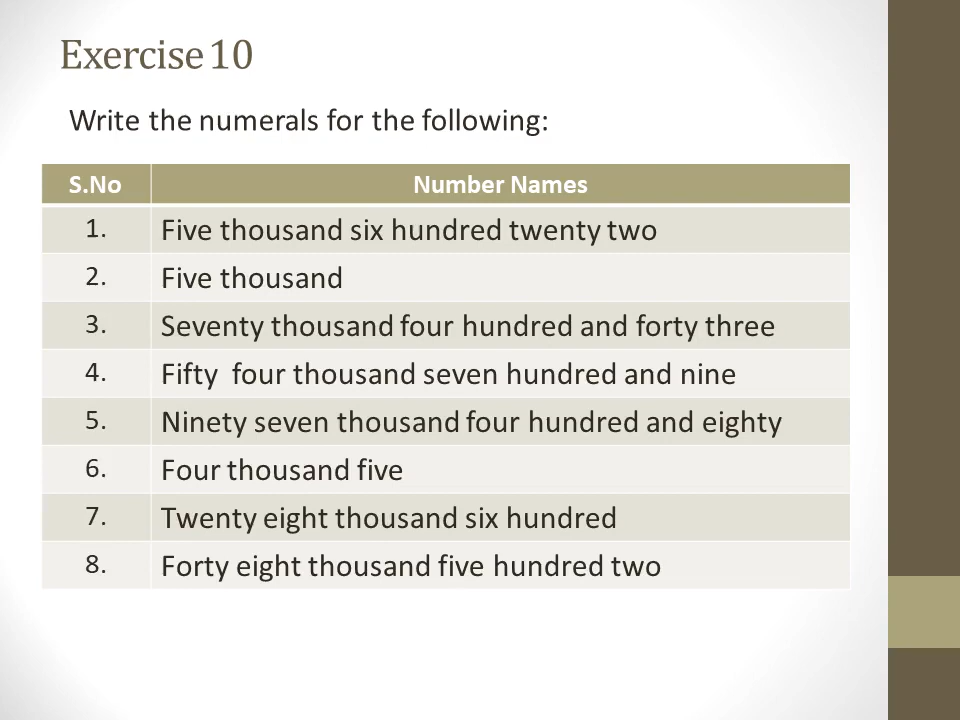 Exercise 10
Write the numerals for the following:
S.No Number Names
1. Five thousand six hundred twenty two
2. Five thousand
3. Seventy thousand four hundred and forty three
4. Fifty  four thousand seven hundred and nine
5. Ninety seven thousand four hundred and eighty
6. Four thousand five
7. Twenty eight thousand six hundred
8. Forty eight thousand five hundred two